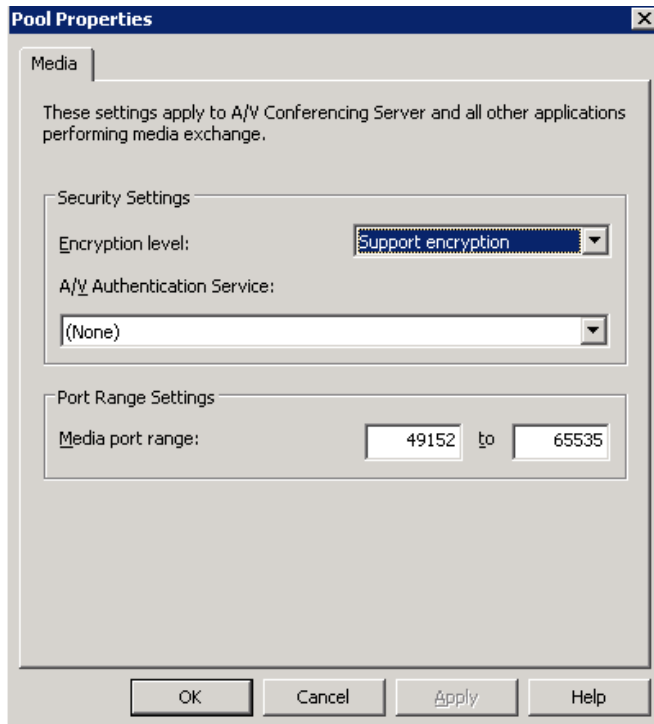 Pool Properties
Media
These settings apply to A/V Conferencing Server and all other applications
performing media exchange.
Security Settings
Encryption level:
Support encryption
A/V Authentication Service:
(None)
Port Range Settings
Media port range:
49152 to 65535
OK Cancel Apply Help